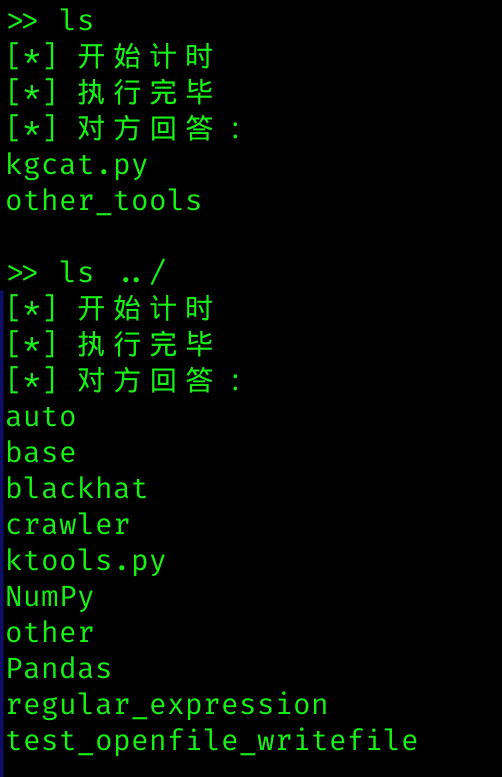 >> ls
[*] 开始计时
[*] 执行完毕
[*] 对方回答：
kgcat.py
other_tools
>> ls ../
[*] 开始计时
[*] 执行完毕
[*] 对方回答：
auto
base
blackhat
crawler
ktools.py
NumPy
other
Pandas
regular_expression
test_openfile_writefile